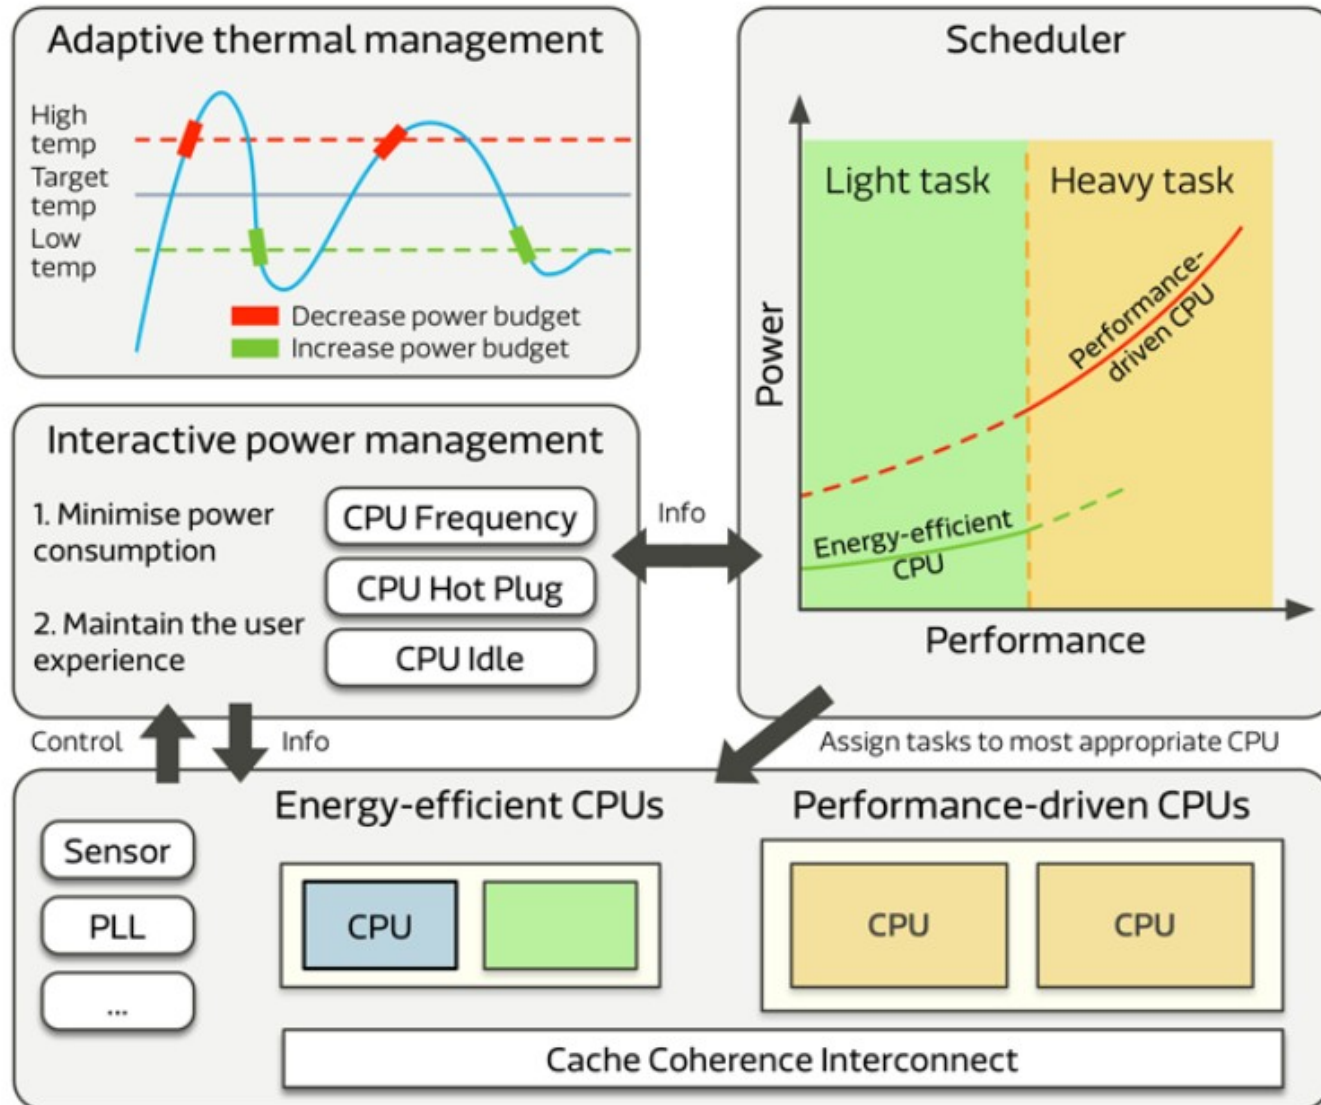 Adaptive thermal management
High
temp
Target
temp
Low
temp
Decrease power budget
Increase power budget
Scheduler
Light task
Heavy task
Power
Performance-
driven CPU
Energy-efficient
CPU
Performance
Interactive power management
1. Minimise power
consumption
2. Maintain the user
experience
CPU Frequency
CPU Hot Plug
CPU Idle
Info
Control
Info
Assign tasks to most appropriate CPU
Energy-efficient CPUs
Performance-driven CPUs
Sensor
PLL
...
CPU
CPU
CPU
Cache Coherence Interconnect